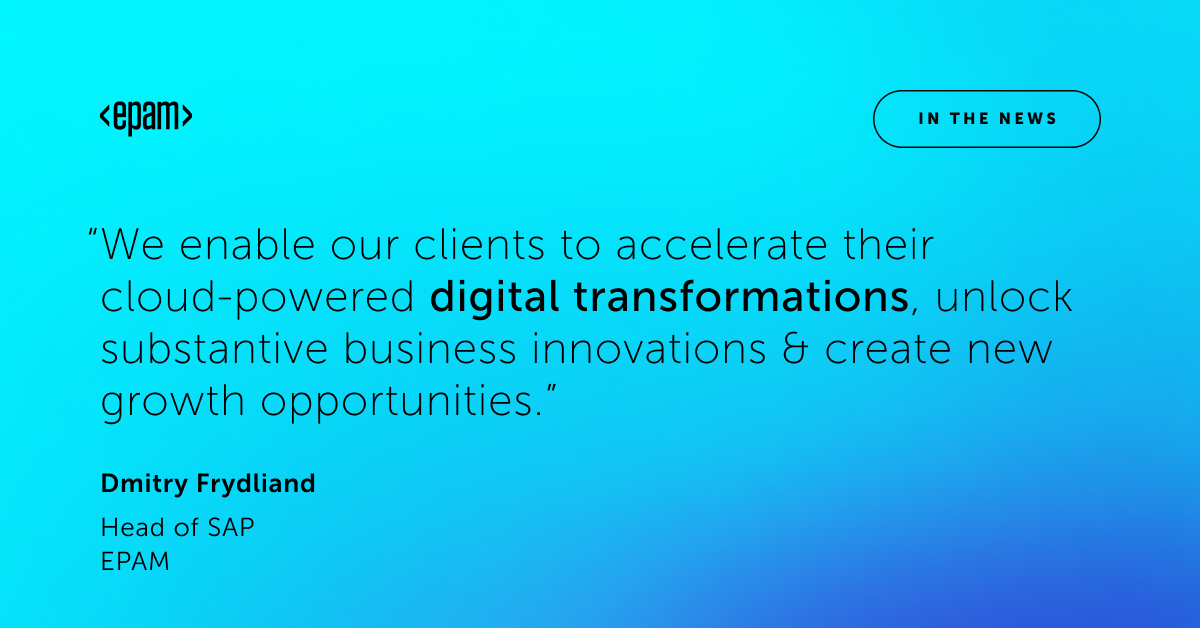 <epam>
IN THE NEWS
“We enable our clients to accelerate their
cloud-powered digital transformations, unlock
substantive business innovations & create new
growth opportunities.”
Dmitry Frydliand
Head of SAP
EPAM